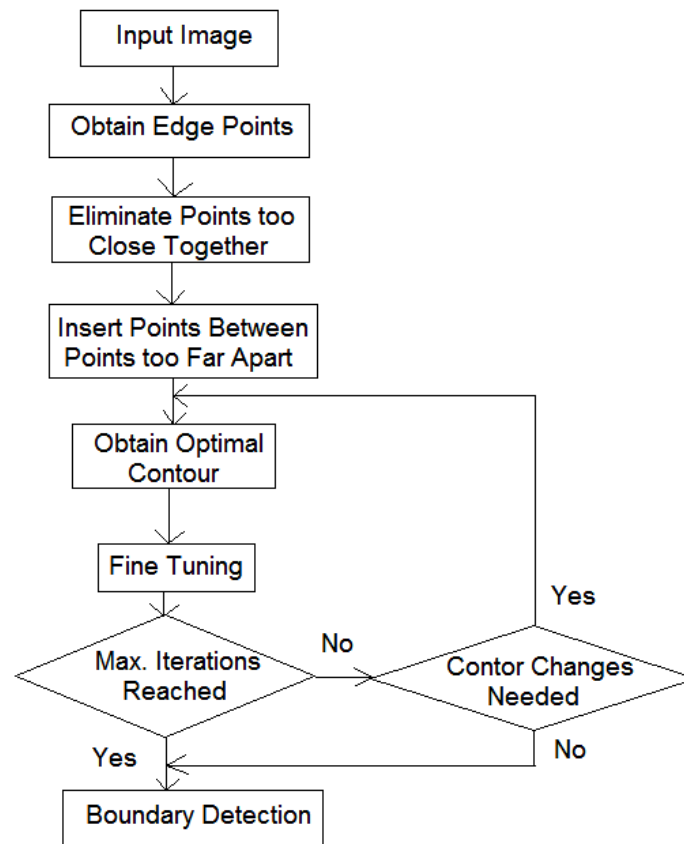 Input Image
Obtain Edge Points
Eliminate Points too
Close Together
Insert Points Between
Points too Far Apart
Obtain Optimal
Contour
Fine Tuning
Max. Iterations
Reached
No
Contor Changes
Needed
Yes
Yes
No
Boundary Detection